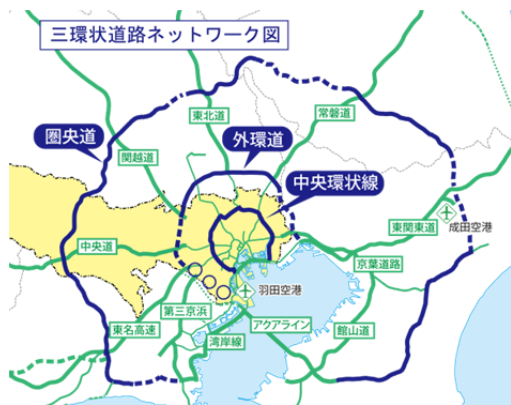 三環状道路ネットワーク図
東北道
常磐道
圏央道
外環道
関越道
中央環状線
東関東道
成田空港
中央道
京葉道路
羽田空港
第三京浜
アクアライン
東名高速
館山道
湾岸線